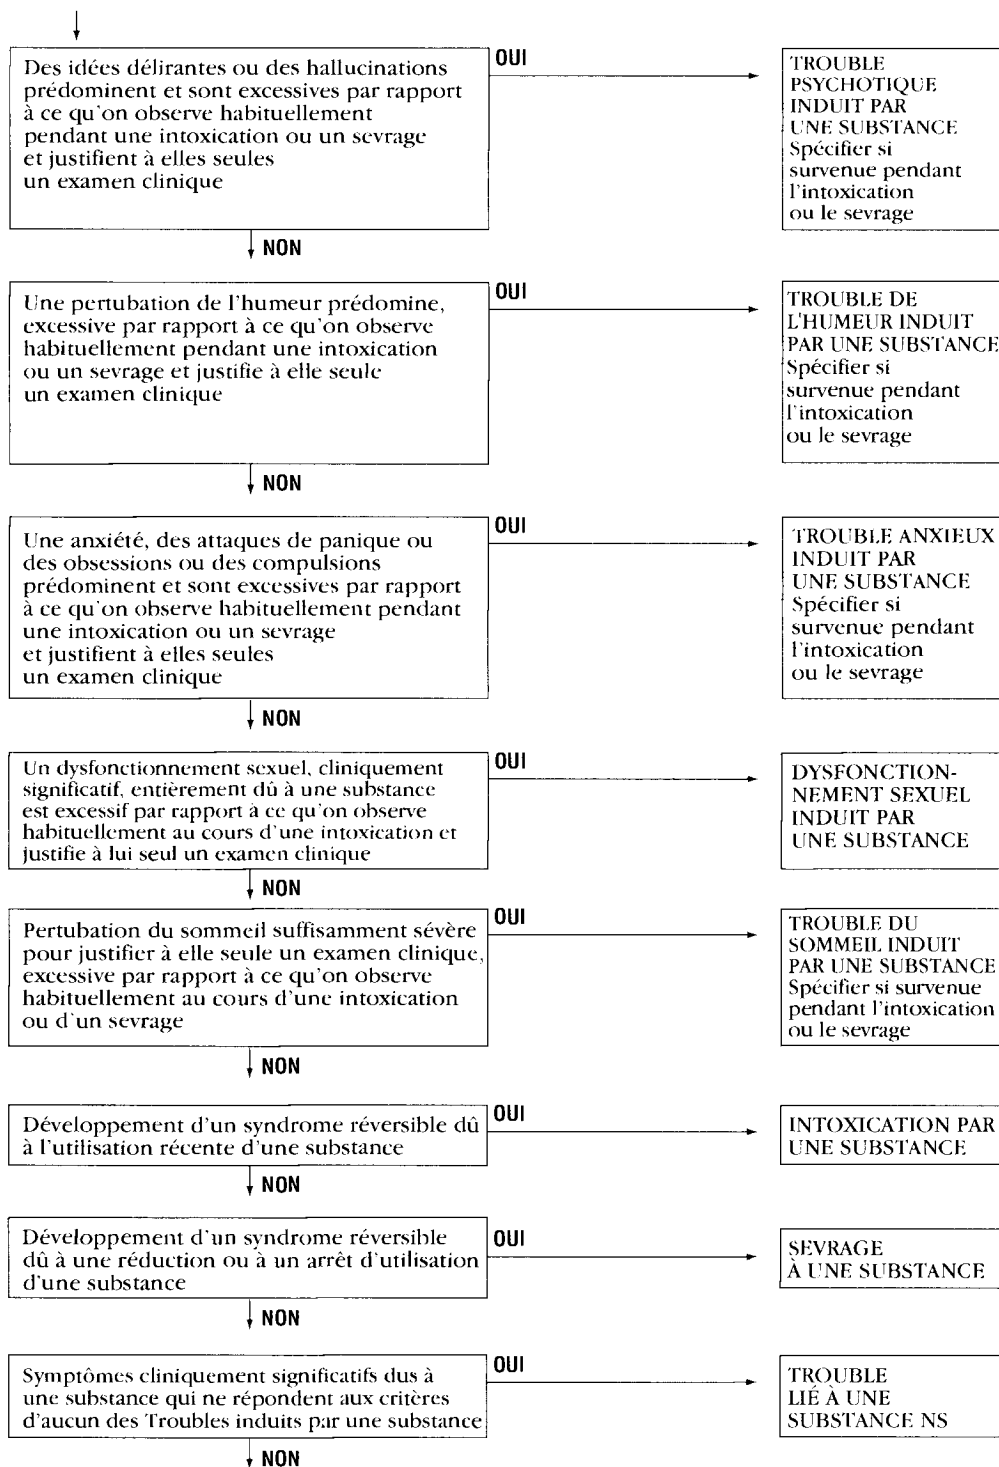 Des idées délirantes ou des hallucinations
prédominent et sont excessives par rapport
à ce qu'on observe habituellement
pendant une intoxication ou un sevrage
et justifient à elles seules
un examen clinique
OUI
TROUBLE
PSYCHOTIQUE
INDUIT PAR
UNE SUBSTANCE
Spécifier si
survenue pendant
l'intoxication
ou le sevrage
NON
Une pertubation de l'humeur prédomine,
excessive par rapport à ce qu'on observe
habituellement pendant une intoxication
ou un sevrage et justifie à elle seule
un examen clinique
OUI
TROUBLE DE
L'HUMEUR INDUIT
PAR UNE SUBSTANCE
Spécifier si
survenue pendant
l'intoxication
ou le sevrage
NON
Une anxiété, des attaques de panique ou
des obsessions ou des compulsions
prédominent et sont excessives par rapport
à ce qu'on observe habituellement pendant
une intoxication ou un sevrage
et justifient à elles seules
un examen clinique
OUI
TROUBLE ANXIEUX
INDUIT PAR
UNE SUBSTANCE
Spécifier si
survenue pendant
l'intoxication
ou le sevrage
NON
Un dysfonctionnement sexuel, cliniquement
significatif, entièrement dû à une substance
est excessif par rapport à ce qu'on observe
habituellement au cours d'une intoxication et
justifie à lui seul un examen clinique
OUI
DYSFONCTION-
NEMENT SEXUEL
INDUIT PAR
UNE SUBSTANCE
NON
Pertubation du sommeil suffisamment sévère
pour justifier à elle seule un examen clinique,
excessive par rapport à ce qu'on observe
habituellement au cours d'une intoxication
ou d'un sevrage
OUI
TROUBLE DU
SOMMEIL INDUIT
PAR UNE SUBSTANCE
Spécifier si survenue
pendant l'intoxication
ou le sevrage
NON
Développement d'un syndrome réversible dû
à l'utilisation récente d'une substance
OUI
INTOXICATION PAR
UNE SUBSTANCE
NON
Développement d'un syndrome réversible
dû à une réduction ou à un arrêt d'utilisation
d'une substance
OUI
SEVRAGE
À UNE SUBSTANCE
NON
Symptômes cliniquement significatifs dus à
une substance qui ne répondent aux critères
d'aucun des Troubles induits par une substance
OUI
TROUBLE
LIÉ À UNE
SUBSTANCE NS
NON